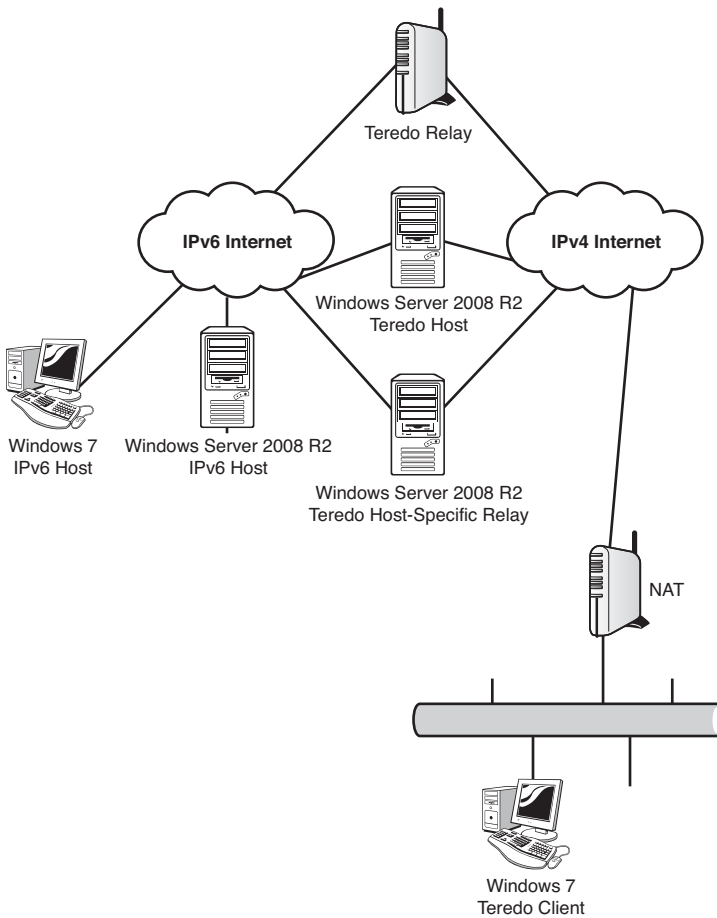 Teredo Relay
IPv6 Internet
IPv4 Internet
Windows Server 2008 R2
Teredo Host
Windows 7
IPv6 Host
Windows Server 2008 R2
IPv6 Host
Windows Server 2008 R2
Teredo Host-Specific Relay
NAT
Windows 7
Teredo Client